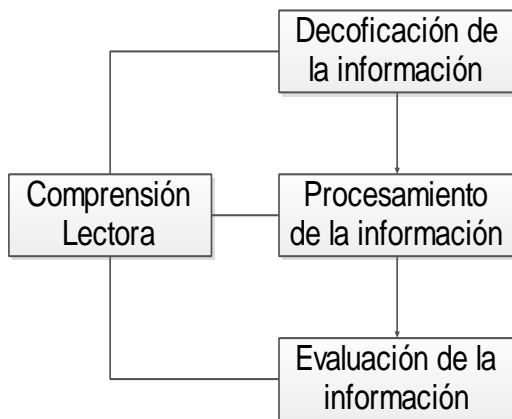 Decoficación de
la información
Comprensión
Lectora
Procesamiento
de la información
Evaluación de la
información